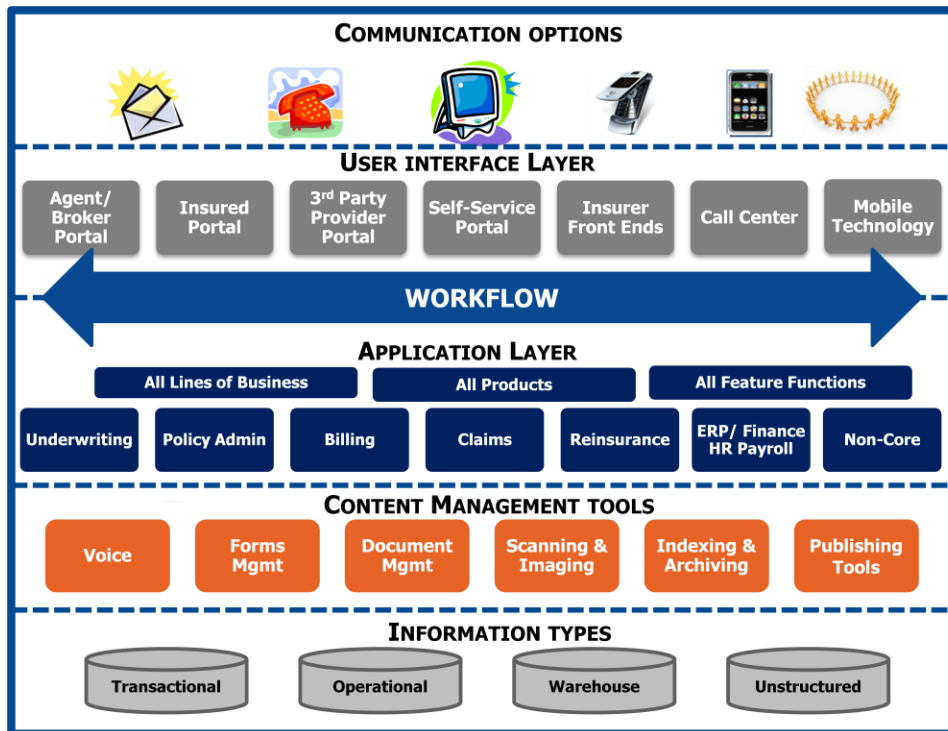 COMMUNICATION OPTIONS
USER INTERFACE LAYER
Agent/
Broker
Portal
Insured
Portal
3rd Party
Provider
Portal
Self-Service
Portal
Insurer
Front Ends
Call Center
Mobile
Technology
WORKFLOW
APPLICATION LAYER
All Lines of Business
All Products
All Feature Functions
Underwriting
Policy Admin
Billing
Claims
Reinsurance
ERP/ Finance
HR Payroll
Non-Core
CONTENT MANAGEMENT TOOLS
Voice
Forms
Mgmt
Document
Mgmt
Scanning &
Imaging
Indexing &
Archiving
Publishing
Tools
INFORMATION TYPES
Transactional
Operational
Warehouse
Unstructured